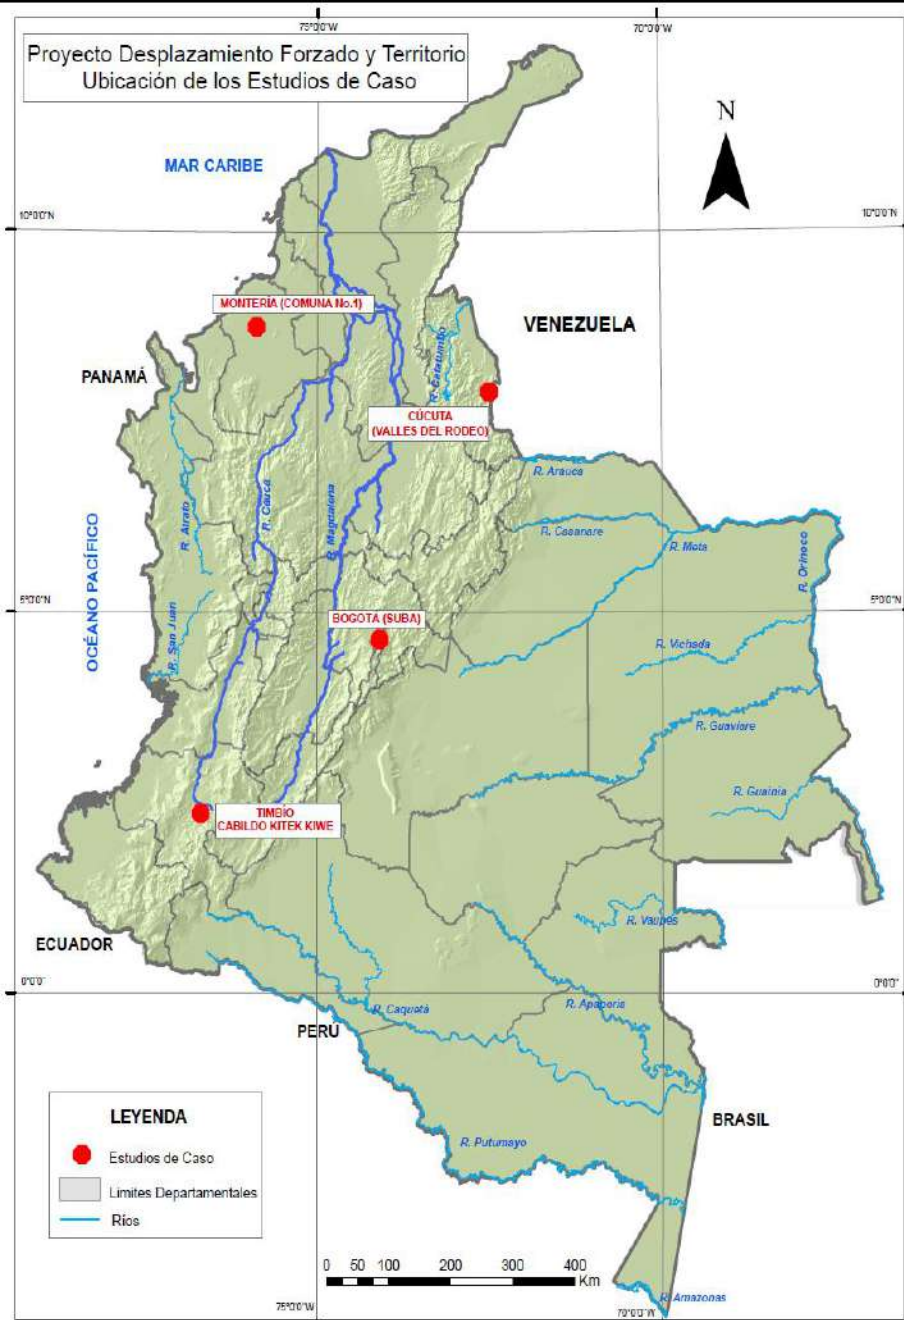 75°0'0"W
70°0'0"W
Proyecto Desplazamiento Forzado y Territorio
Ubicación de los Estudios de Caso
N
MAR CARIBE
10°0'0"N
10°0'0"N
MONTERÍA (COMUNA No.1)
VENEZUELA
R. Catatumbo
PANAMÁ
CÚCUTA
(VALLES DEL RODEO)
R. Arauca
R. Cauca
R. Magdalena
R. Atrato
R. Casanare
R. Meta
R. Orinoco
OCÉANO PACÍFICO
5°0'0"N
5°0'0"N
BOGOTÁ (SUBA)
R. San Juan
R. Vichada
R. Guaviare
R. Guainia
TIMBÍO
CABILDO KITEK KIWE
R. Vaupés
ECUADOR
0°0'0"
0°0'0"
R. Caquetá
R. Apaporis
PERÚ
LEYENDA
Estudios de Caso
Limites Departamentales
Ríos
BRASIL
R. Putumayo
0 50 100 200 300 400
Km
R. Amazonas
75°0'0"W
70°0'0"W